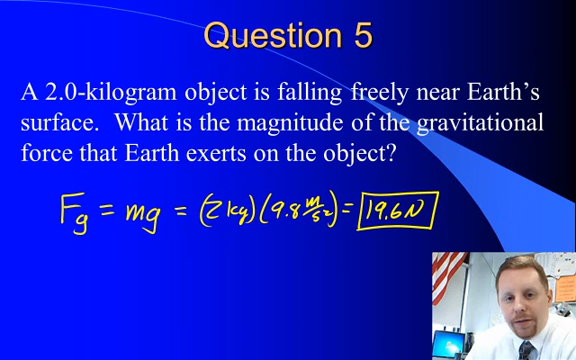 Question 5
A 2.0-kilogram object is falling freely near Earth's
surface. What is the magnitude of the gravitational
force that Earth exerts on the object?
Fg = mg = (2 kg)(9.8 m/s²) = 19.6 N